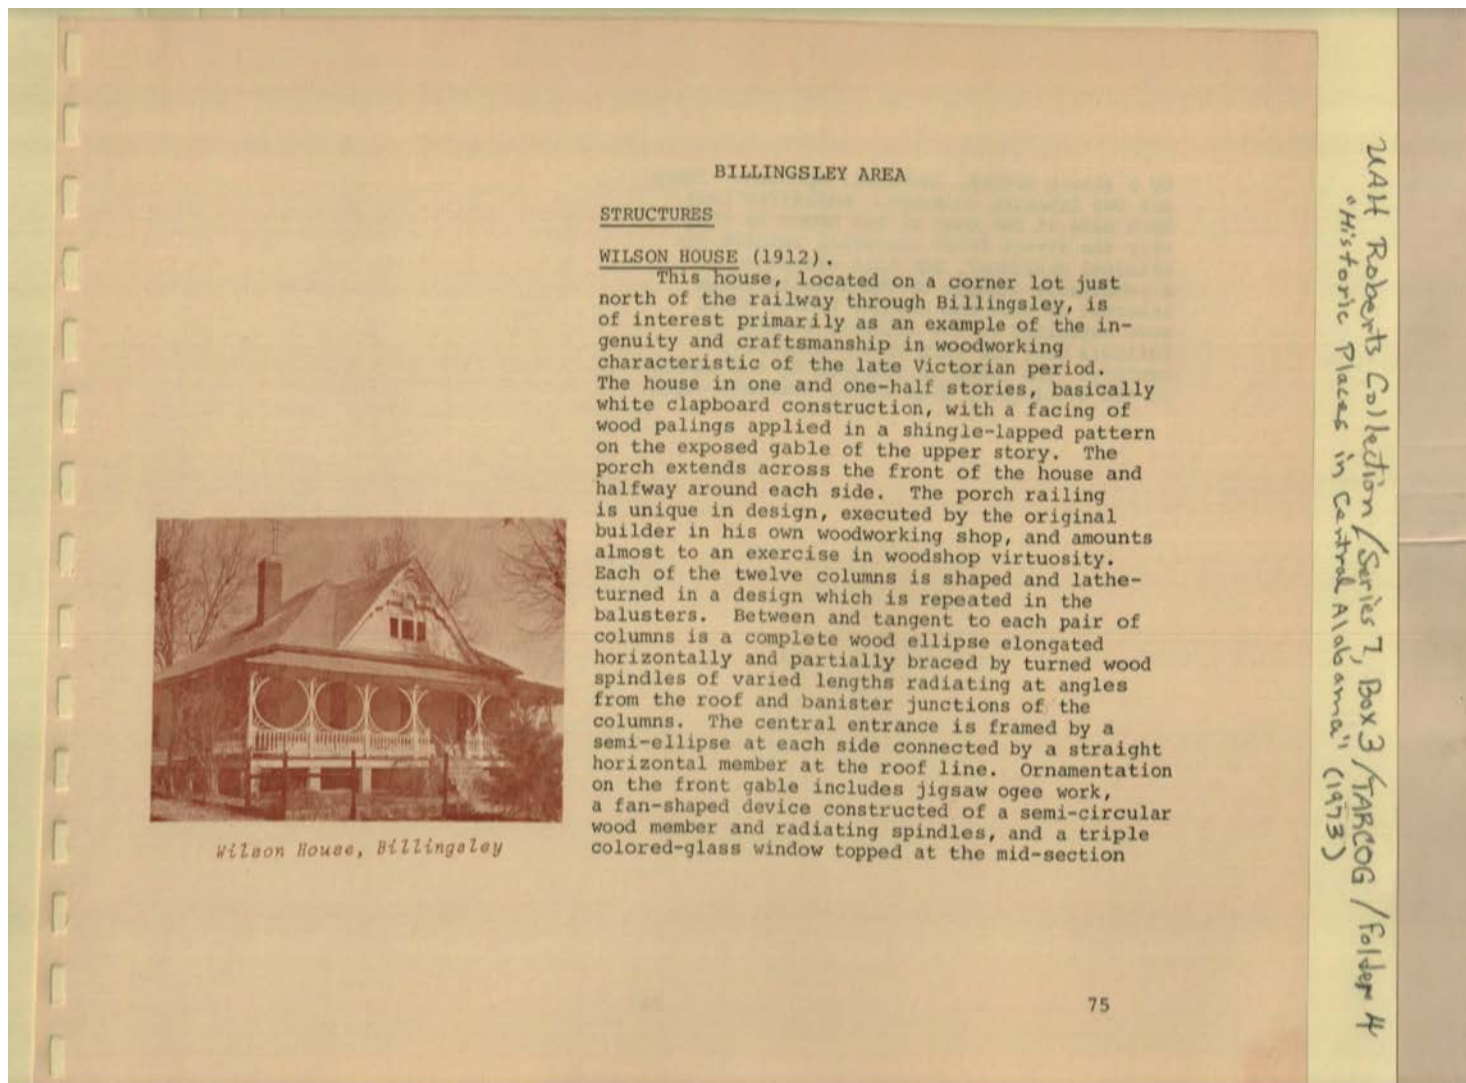 BILLINGSLEY AREA
STRUCTURES
WILSON HOUSE (1912).
This house, located on a corner lot just
north of the railway through Billingsley, is
of interest primarily as an example of the in-
genuity and craftsmanship in woodworking
characteristic of the late Victorian period.
The house in one and one-half stories, basically
white clapboard construction, with a facing of
wood palings applied in a shingle-lapped pattern
on the exposed gable of the upper story. The
porch extends across the front of the house and
halfway around each side. The porch railing
is unique in design, executed by the original
builder in his own woodworking shop, and amounts
almost to an exercise in woodshop virtuosity.
Each of the twelve columns is shaped and lathe-
turned in a design which is repeated in the
balusters. Between and tangent to each pair of
columns is a complete wood ellipse elongated
horizontally and partially braced by turned wood
spindles of varied lengths radiating at angles
from the roof and banister junctions of the
columns. The central entrance is framed by a
semi-ellipse at each side connected by a straight
horizontal member at the roof line. Ornamentation
on the front gable includes jigsaw ogee work,
a fan-shaped device constructed of a semi-circular
wood member and radiating spindles, and a triple
colored-glass window topped at the mid-section
Wilson House, Billingsley
75
UAH Roberts Collection/Series 7, Box 3/TARCOG/Folder 4
"Historic Places in Central Alabama" (1973)